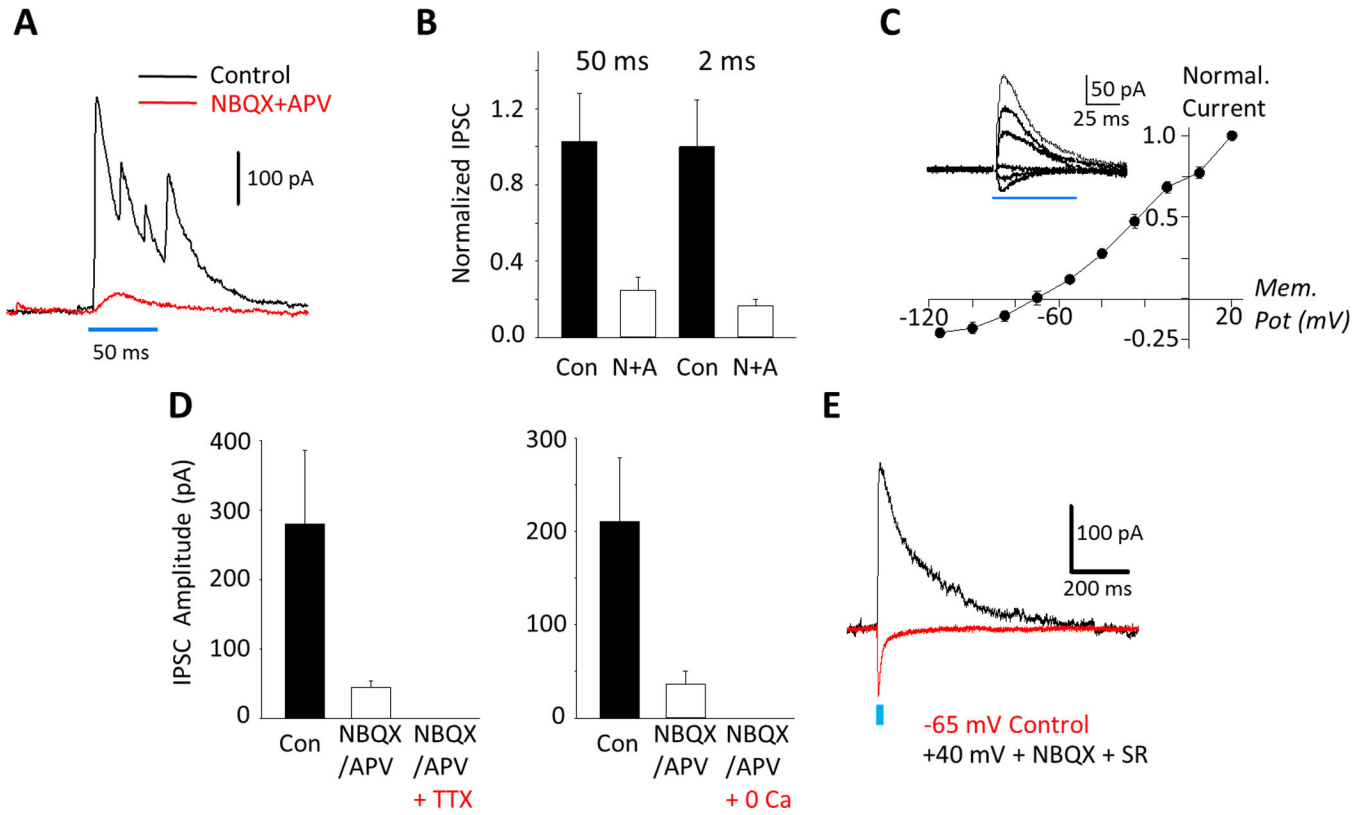 A
Control
NBQX+APV
100 pA
50 ms
B
50 ms
2 ms
Normalized IPSC
1.2
0.8
0.4
0.0
Con
N+A
Con
N+A
C
50 pA
25 ms
Normal.
Current
1.0
0.5
-0.25
-120
-60
20
Mem.
Pot (mV)
D
IPSC Amplitude (pA)
400
300
200
100
0
Con
NBQX
/APV
NBQX
/APV
+ TTX
300
200
100
0
Con
NBQX
/APV
NBQX
/APV
+ 0 Ca
E
100 pA
200 ms
-65 mV Control
+40 mV + NBQX + SR